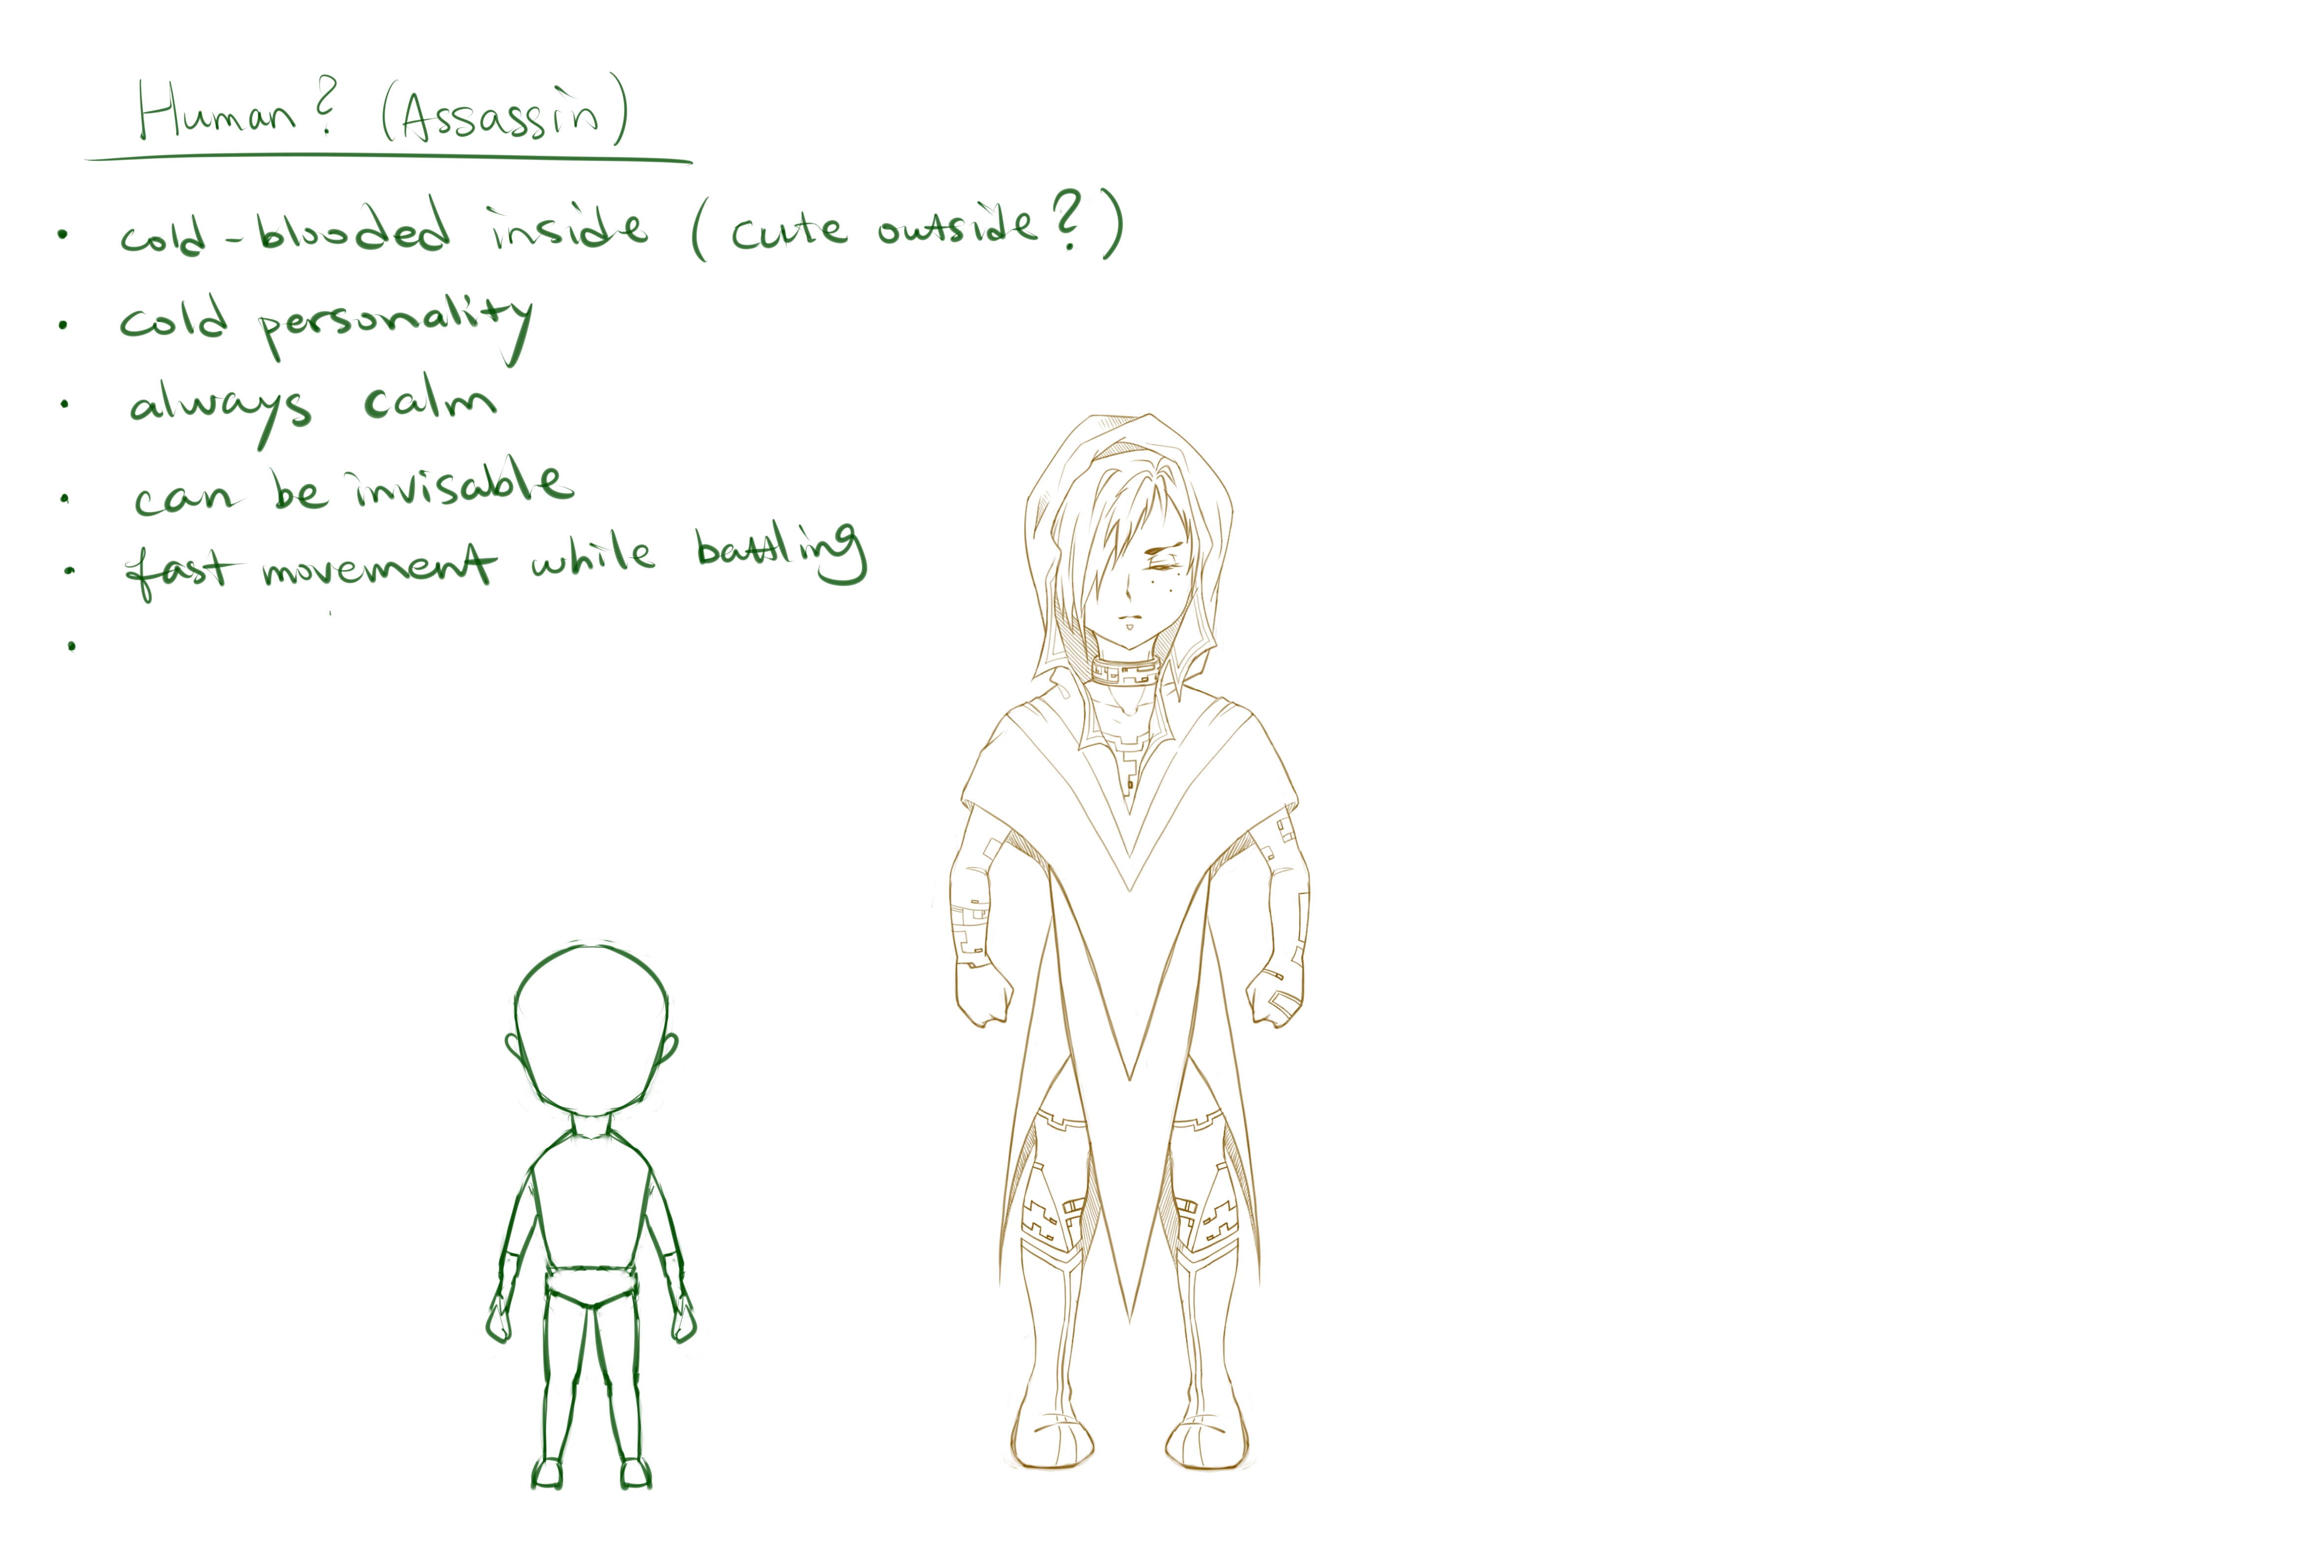 Human? (Assassin)
• cold-blooded inside (cute outside?)
• cold personality
• always calm
• can be invisable
• fast movement while battling
•